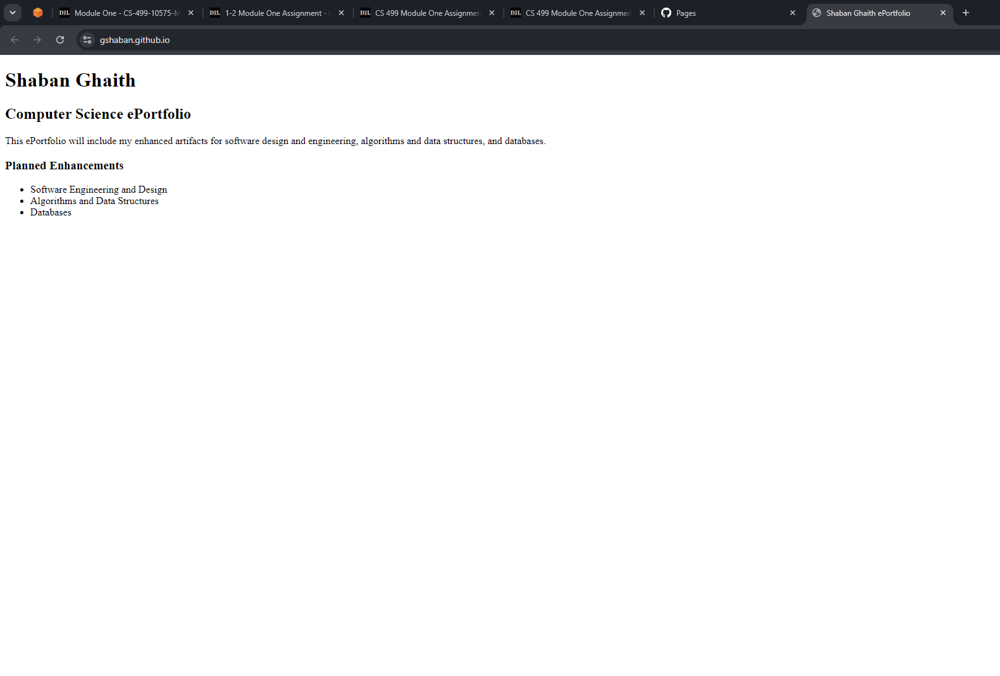 D2L Module One - CS-499-10575-M
D2L 1-2 Module One Assignment -
D2L CS 499 Module One Assignmen
D2L CS 499 Module One Assignmen
Pages
Shaban Ghaith ePortfolio
gshaban.github.io
Shaban Ghaith
Computer Science ePortfolio
This ePortfolio will include my enhanced artifacts for software design and engineering, algorithms and data structures, and databases.
Planned Enhancements
• Software Engineering and Design
• Algorithms and Data Structures
• Databases